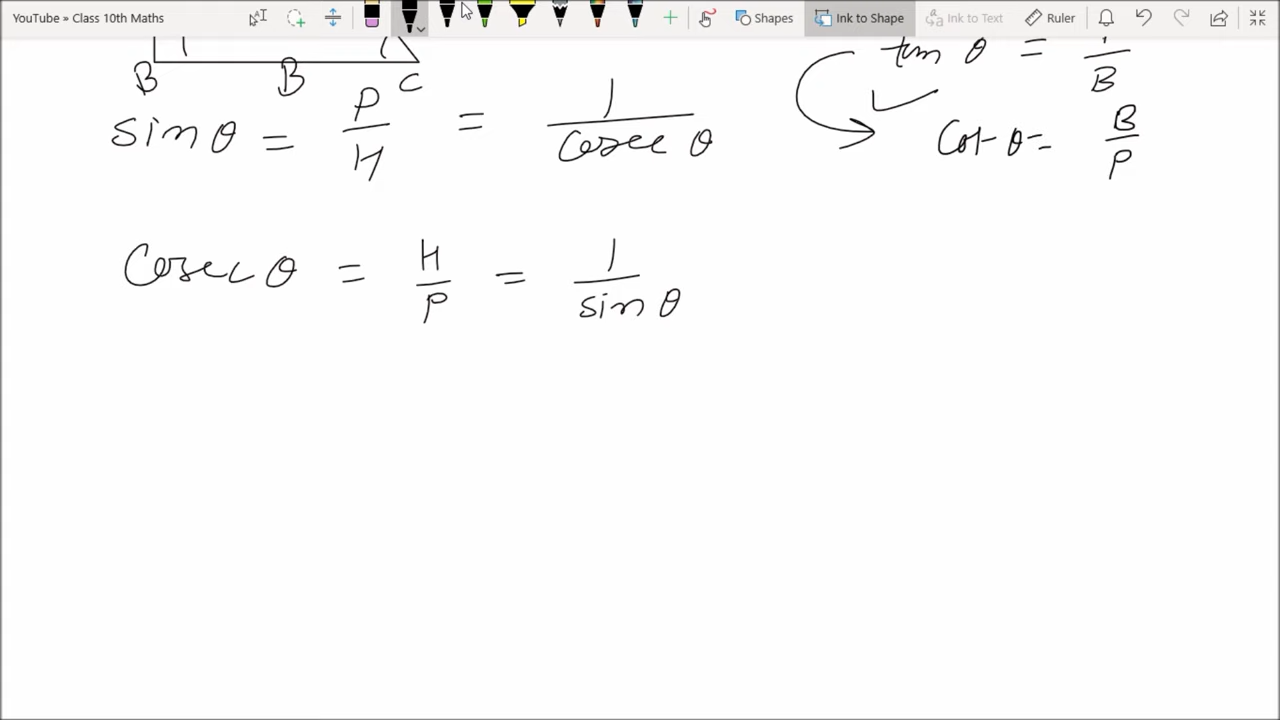 YouTube » Class 10th Maths
Shapes
Ink to Shape
Ink to Text
Ruler
B B C
tan θ = /B
sin θ = P/H = 1/Cosec θ
Cot θ = B/P
Cosec θ = H/P = 1/sin θ